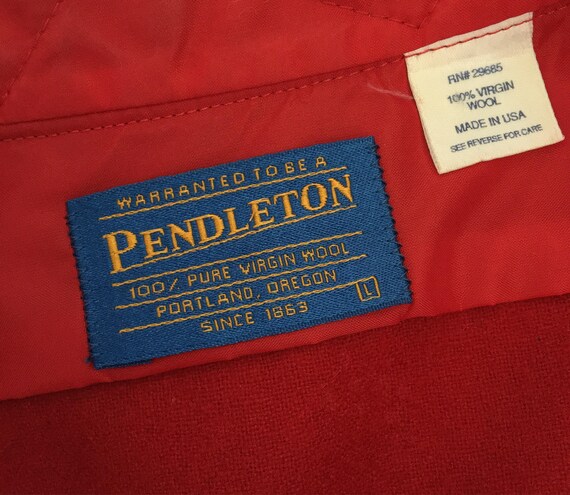 WARRANTED TO BE A
PENDLETON
100% PURE VIRGIN WOOL
PORTLAND, OREGON
SINCE 1863
L
RN# 29685
100% VIRGIN
WOOL
MADE IN USA
SEE REVERSE FOR CARE